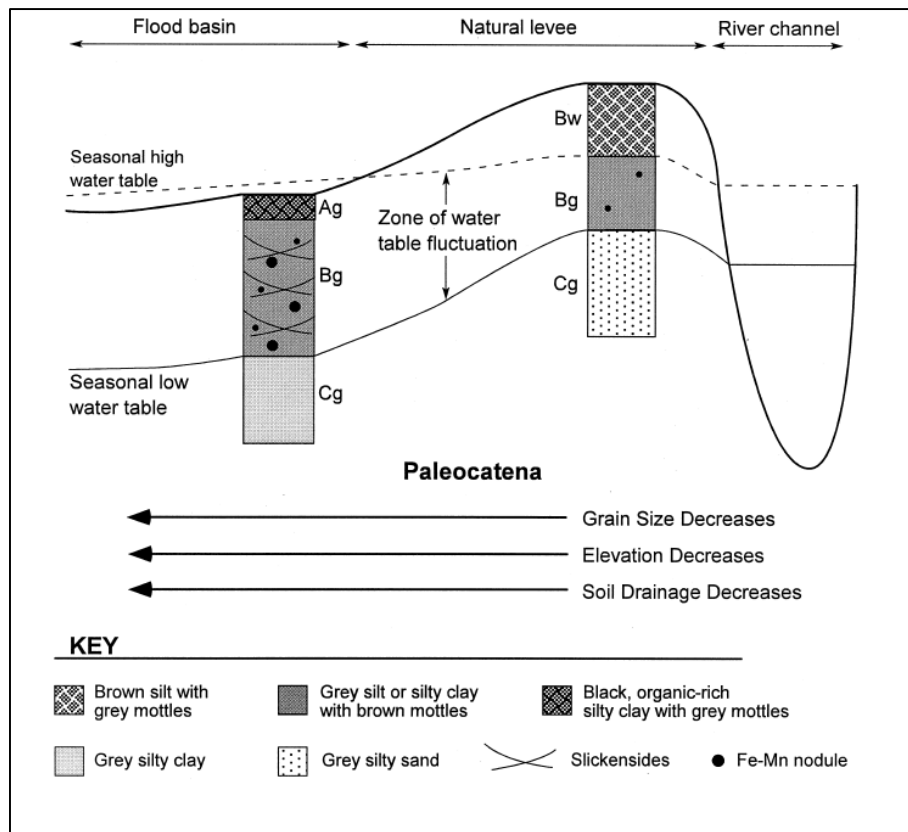 Flood basin
Natural levee
River channel
Seasonal high
water table
Ag
Bg
Cg
Seasonal low
water table
Zone of water
table fluctuation
Bw
Bg
Cg
Paleocatena
Grain Size Decreases
Elevation Decreases
Soil Drainage Decreases
KEY
Brown silt with
grey mottles
Grey silt or silty clay
with brown mottles
Black, organic-rich
silty clay with grey mottles
Grey silty clay
Grey silty sand
Slickensides
Fe-Mn nodule